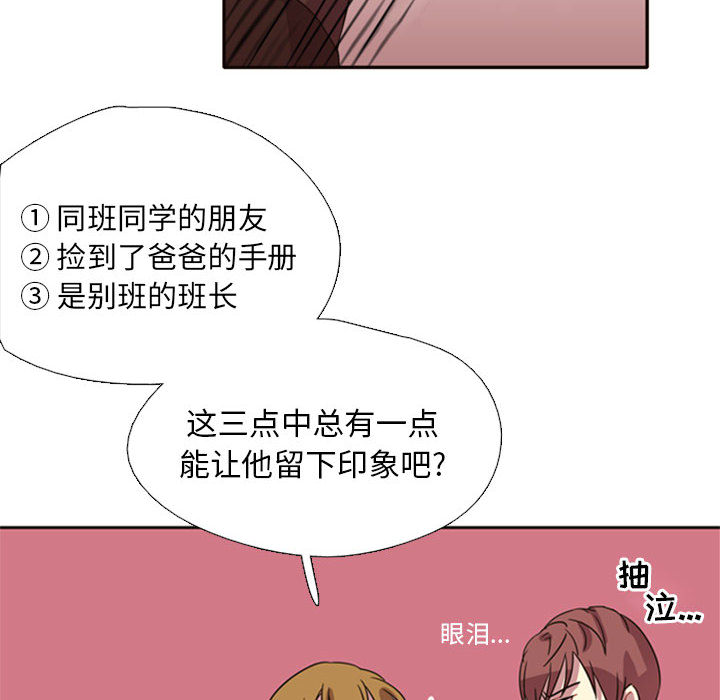 ① 同班同学的朋友
② 捡到了爸爸的手册
③ 是别班的班长
这三点中总有一点
能让他留下印象吧?
抽
泣...
眼泪...